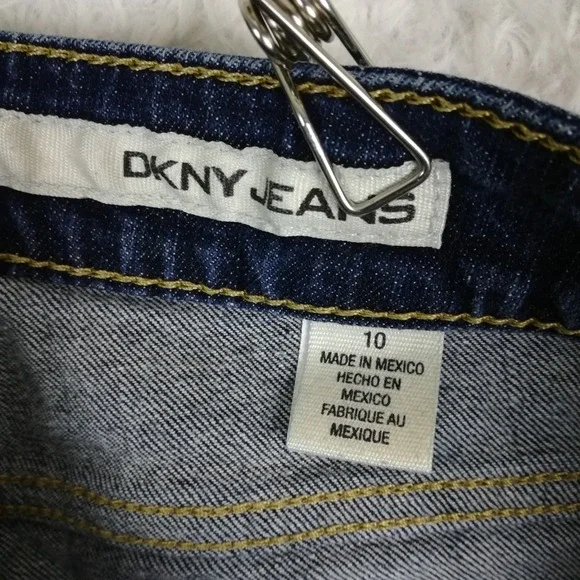 DKNY JEANS
10
MADE IN MEXICO
HECHO EN
MEXICO
FABRIQUE AU
MEXIQUE